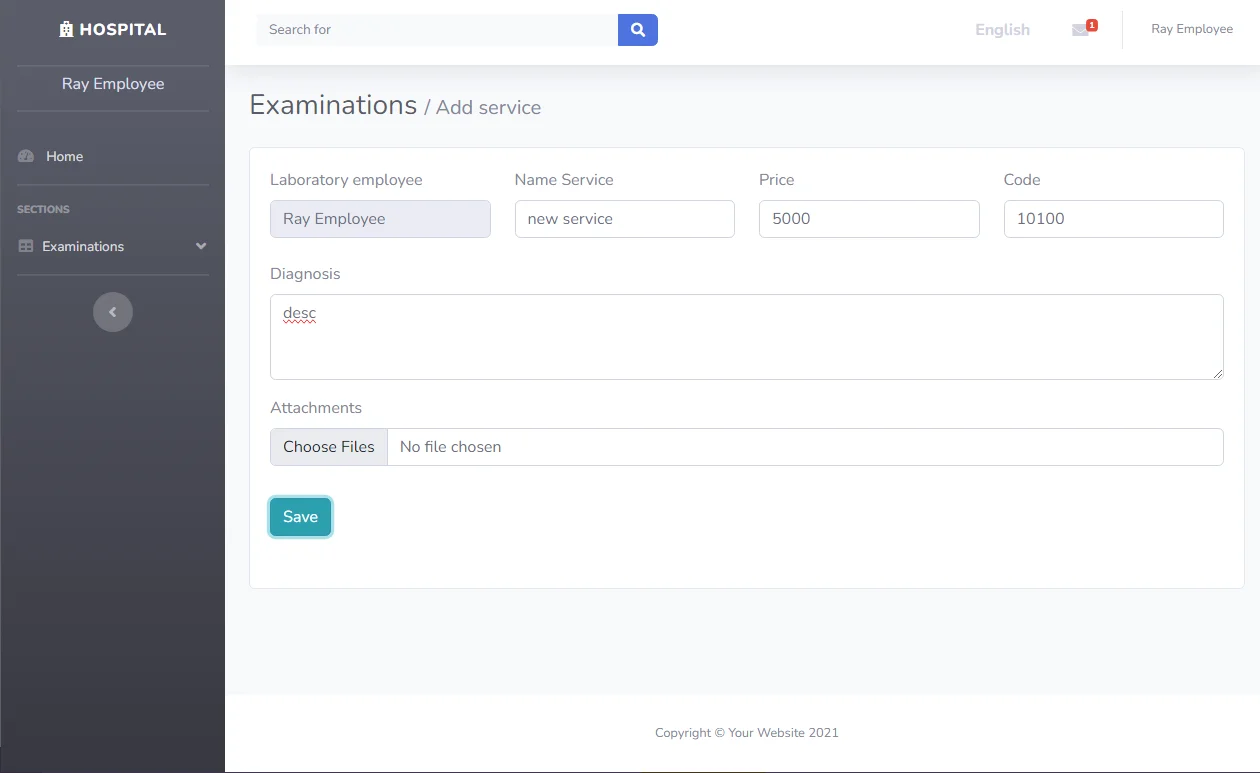 HOSPITAL
Ray Employee
Home
SECTIONS
Examinations
Search for
English
1
Ray Employee
Examinations / Add service
Laboratory employee
Name Service
Price
Code
Ray Employee
new service
5000
10100
Diagnosis
desc
Attachments
Choose Files
No file chosen
Save
Copyright © Your Website 2021